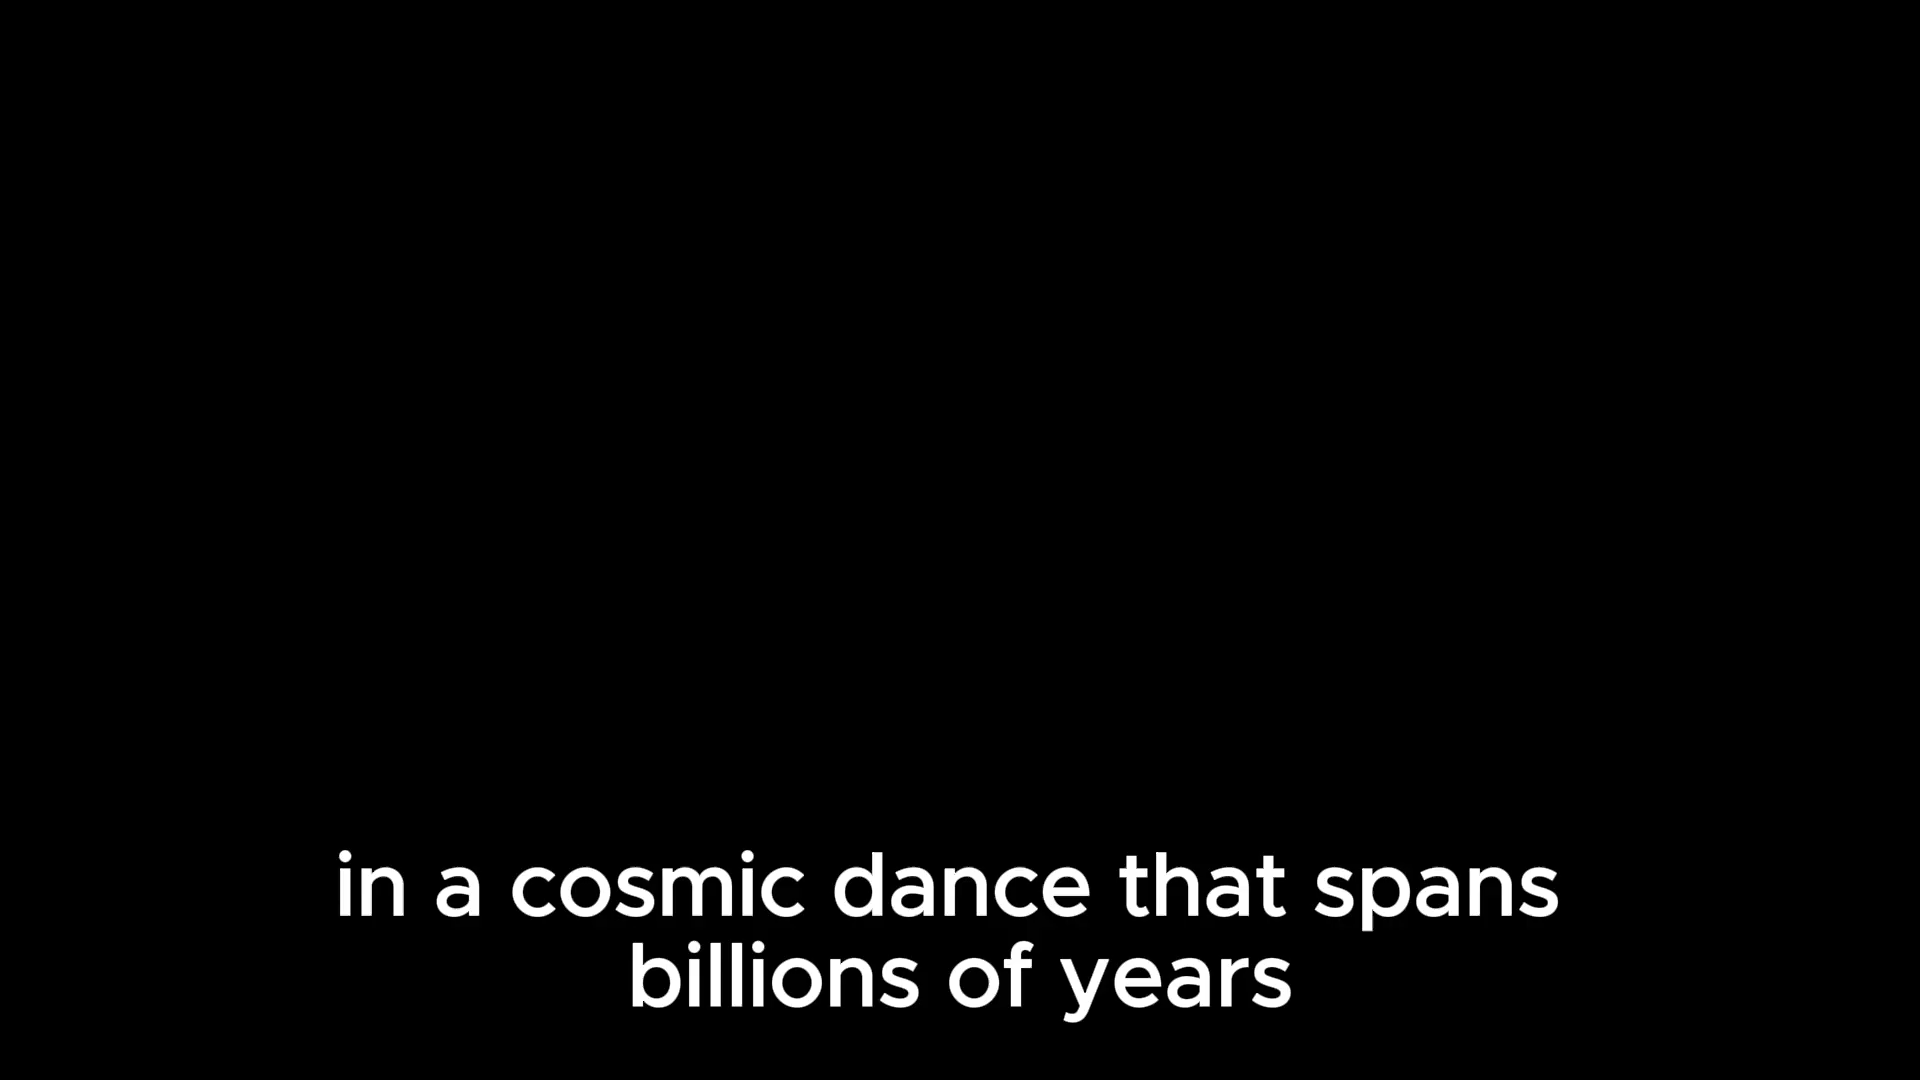 in a cosmic dance that spans
billions of years